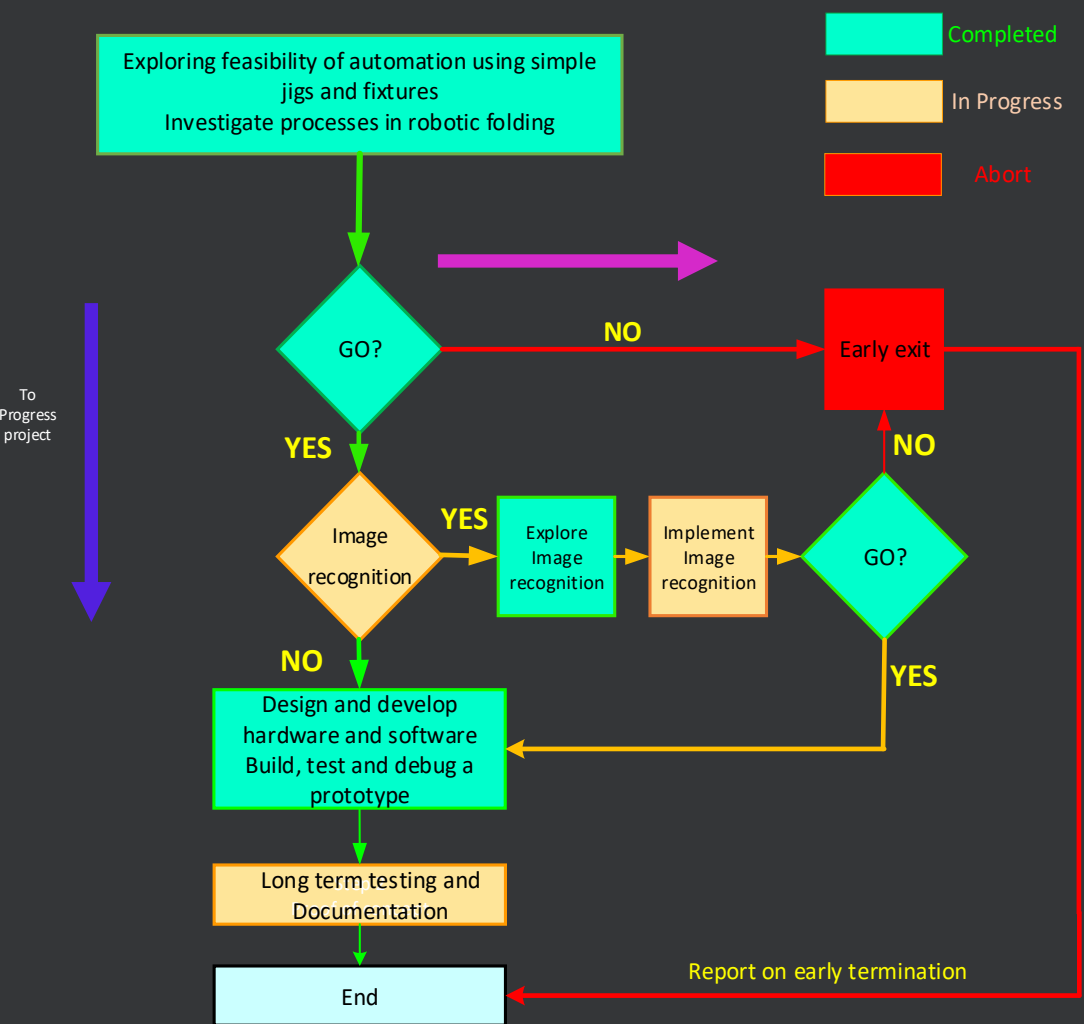 Completed
Exploring feasibility of automation using simple
jigs and fixtures
Investigate processes in robotic folding
In Progress
Abort
GO?
NO
Early exit
To
Progress
project
YES
NO
Image
recognition
YES
Explore
Image
recognition
Implement
Image
recognition
GO?
NO
YES
Design and develop
hardware and software
Build, test and debug a
prototype
Long term testing and
Documentation
Report on early termination
End